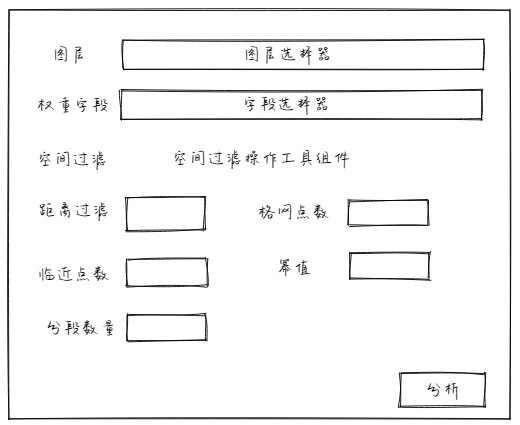 图层 图层选择器
权重字段 字段选择器
空间过滤 空间过滤操作工具组件
距离过滤 格网点数
临近点数 幂值
分段数量
分析